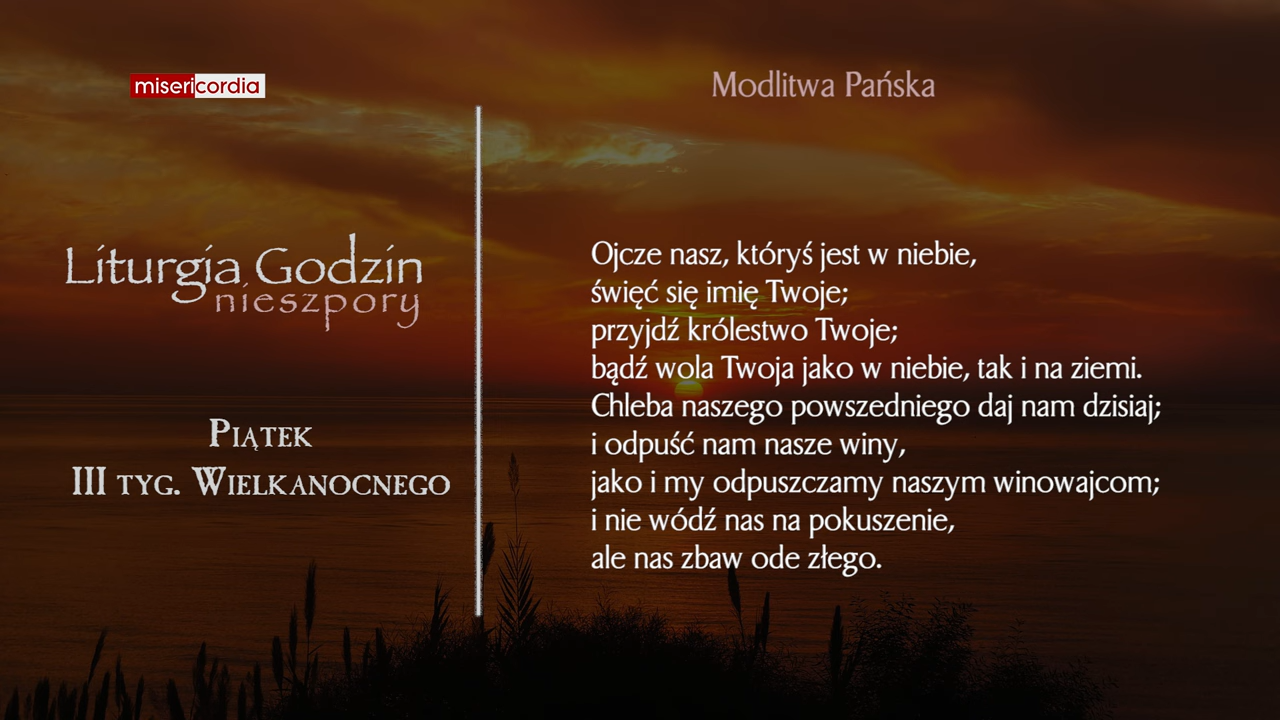 misericordia
Liturgia Godzin
nieszpory
Piątek
III tyg. Wielkanocnego
Modlitwa Pańska
Ojcze nasz, któryś jest w niebie,
święć się imię Twoje;
przyjdź królestwo Twoje;
bądź wola Twoja jako w niebie, tak i na ziemi.
Chleba naszego powszedniego daj nam dzisiaj;
i odpuść nam nasze winy,
jako i my odpuszczamy naszym winowajcom;
i nie wódź nas na pokuszenie,
ale nas zbaw ode złego.